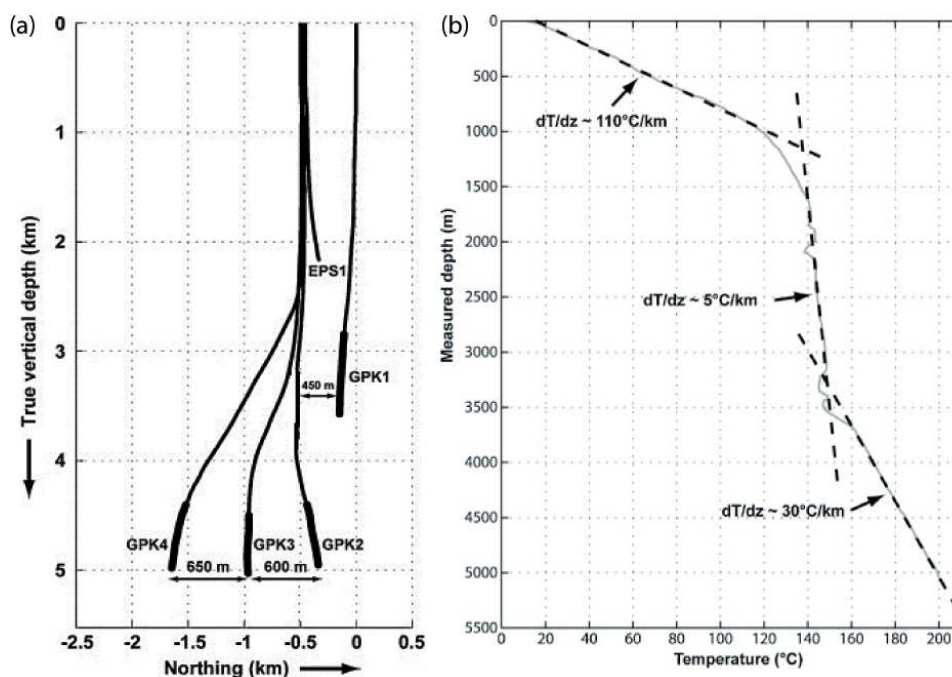 (a)
0
1
2
3
4
5
True vertical depth (km)
EPS1
GPK1
450 m
GPK4
GPK3
GPK2
650 m
600 m
-2.5
-2
-1.5
-1
-0.5
0
0.5
Northing (km)
(b)
0
500
1000
1500
2000
2500
3000
3500
4000
4500
5000
5500
Measured depth (m)
dT/dz ~ 110°C/km
dT/dz ~ 5°C/km
dT/dz ~ 30°C/km
0
20
40
60
80
100
120
140
160
180
200
Temperature (°C)